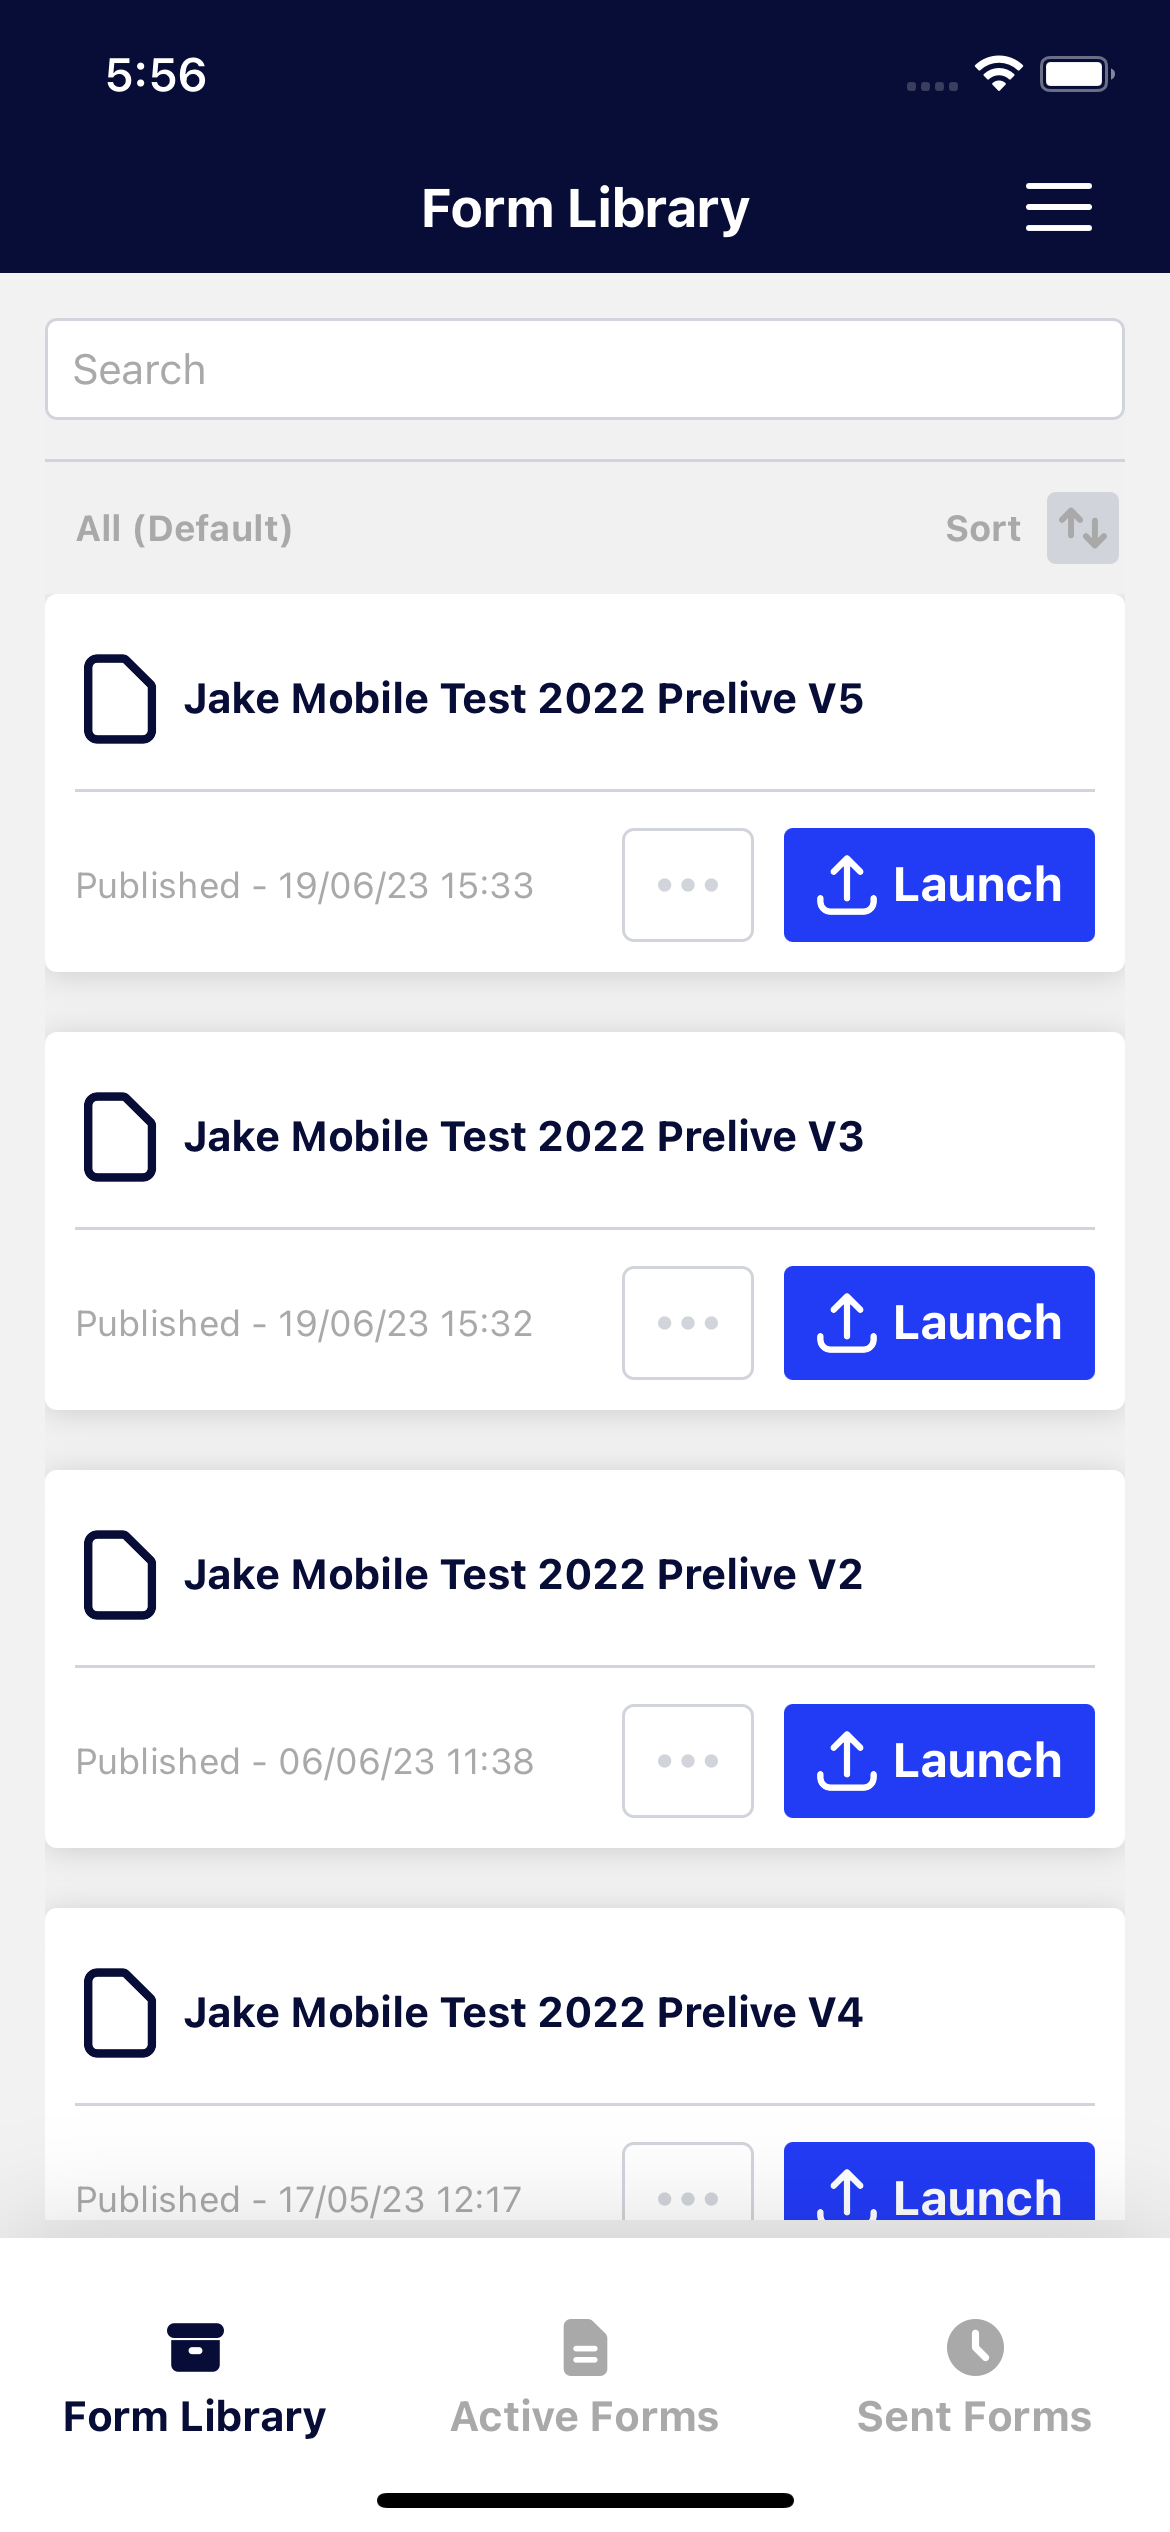 5:56
Form Library
Search
All (Default) Sort
Jake Mobile Test 2022 Prelive V5
Published - 19/06/23 15:33 Launch
Jake Mobile Test 2022 Prelive V3
Published - 19/06/23 15:32 Launch
Jake Mobile Test 2022 Prelive V2
Published - 06/06/23 11:38 Launch
Jake Mobile Test 2022 Prelive V4
Published - 17/05/23 12:17 Launch
Form Library Active Forms Sent Forms